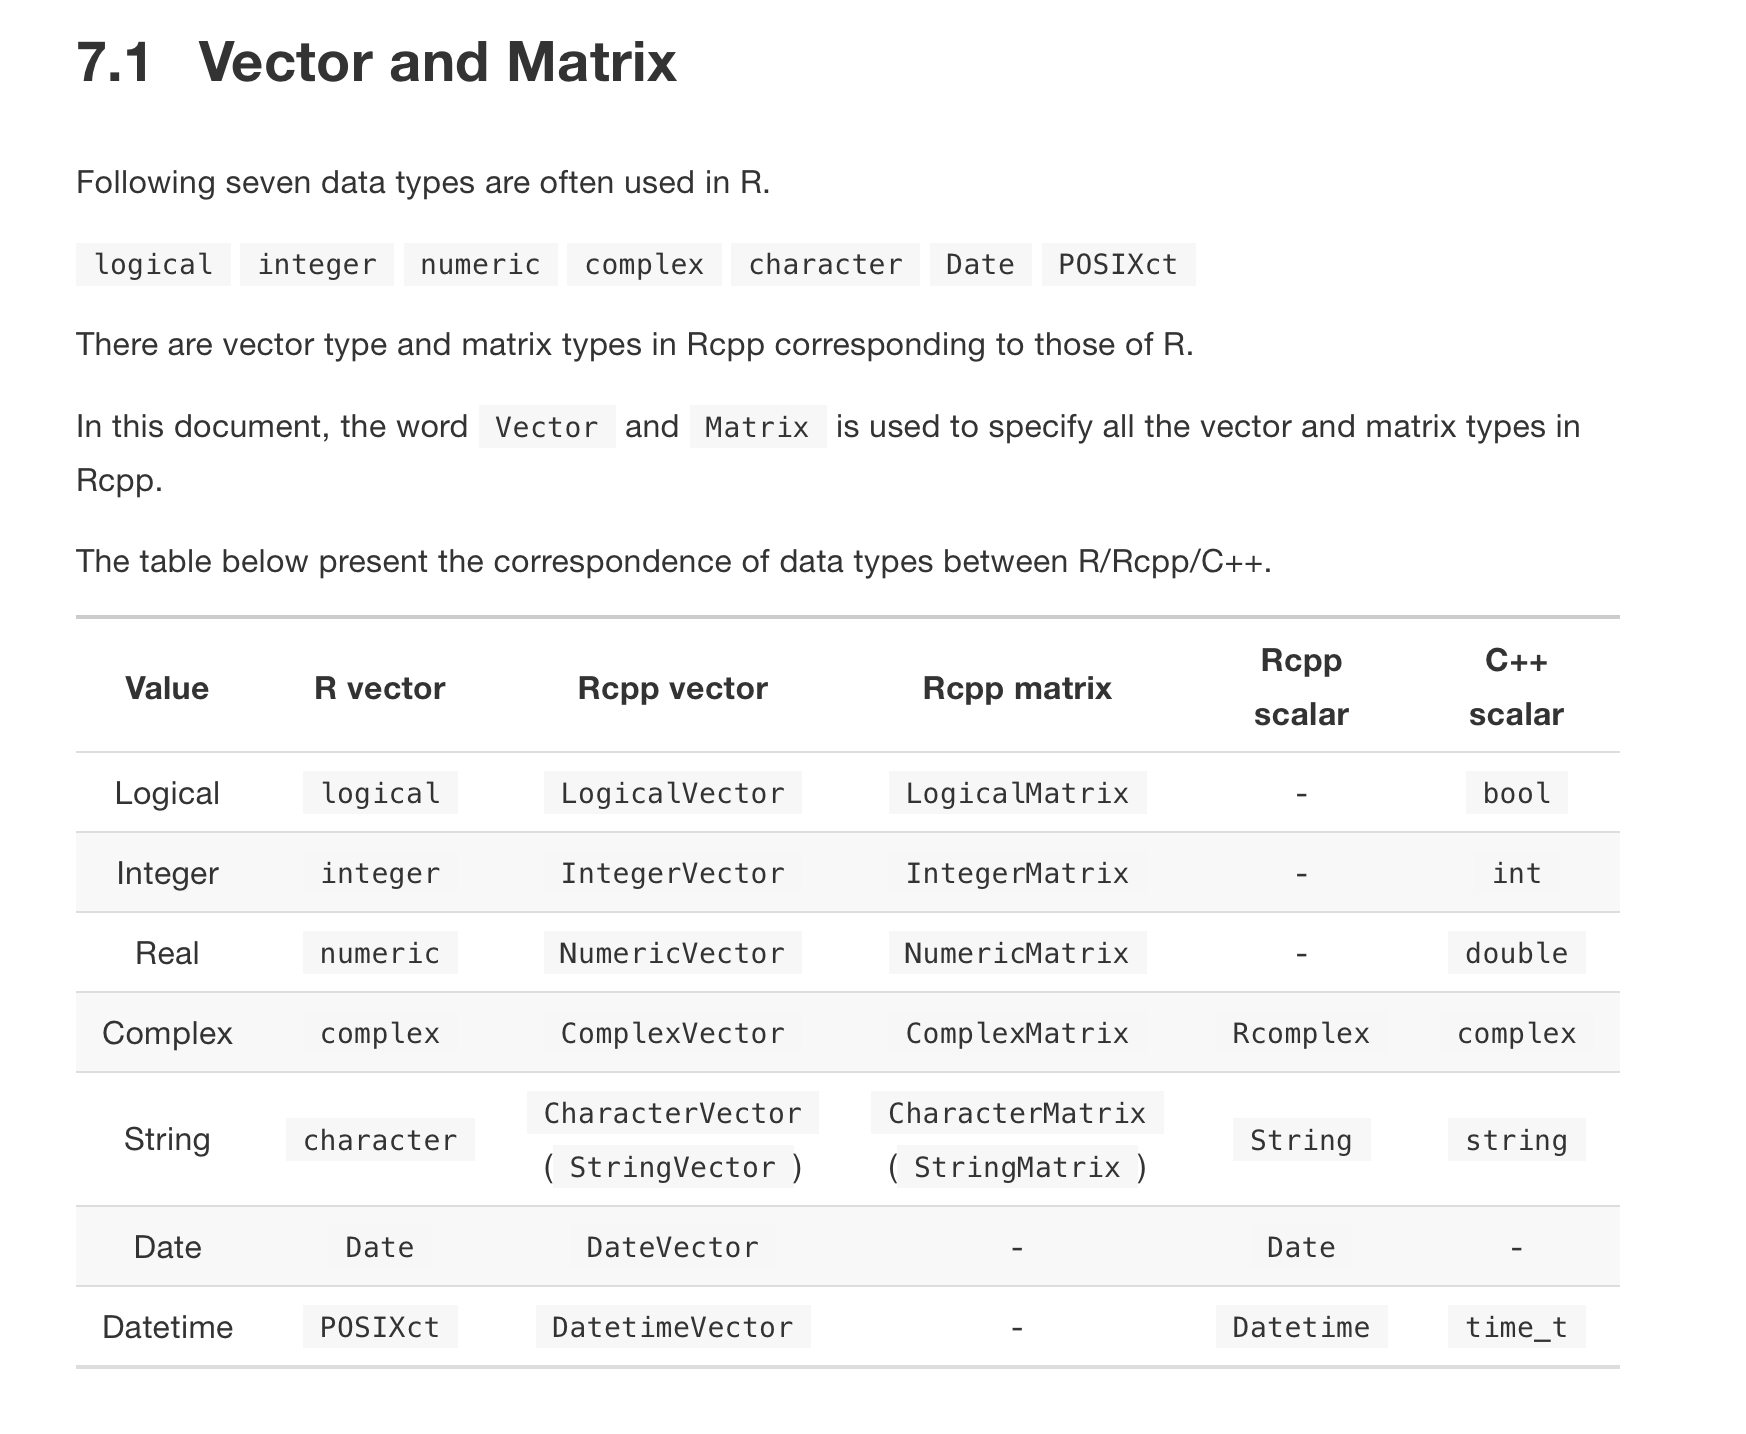 7.1 Vector and Matrix
Following seven data types are often used in R.
logical integer numeric complex character Date POSIXct
There are vector type and matrix types in Rcpp corresponding to those of R.
In this document, the word Vector and Matrix is used to specify all the vector and matrix types in
Rcpp.
The table below present the correspondence of data types between R/Rcpp/C++.
Value R vector Rcpp vector Rcpp matrix Rcpp scalar C++ scalar
Logical logical LogicalVector LogicalMatrix - bool
Integer integer IntegerVector IntegerMatrix - int
Real numeric NumericVector NumericMatrix - double
Complex complex ComplexVector ComplexMatrix Rcomplex complex
String character CharacterVector (StringVector) CharacterMatrix (StringMatrix) String string
Date Date DateVector - Date -
Datetime POSIXct DatetimeVector - Datetime time_t